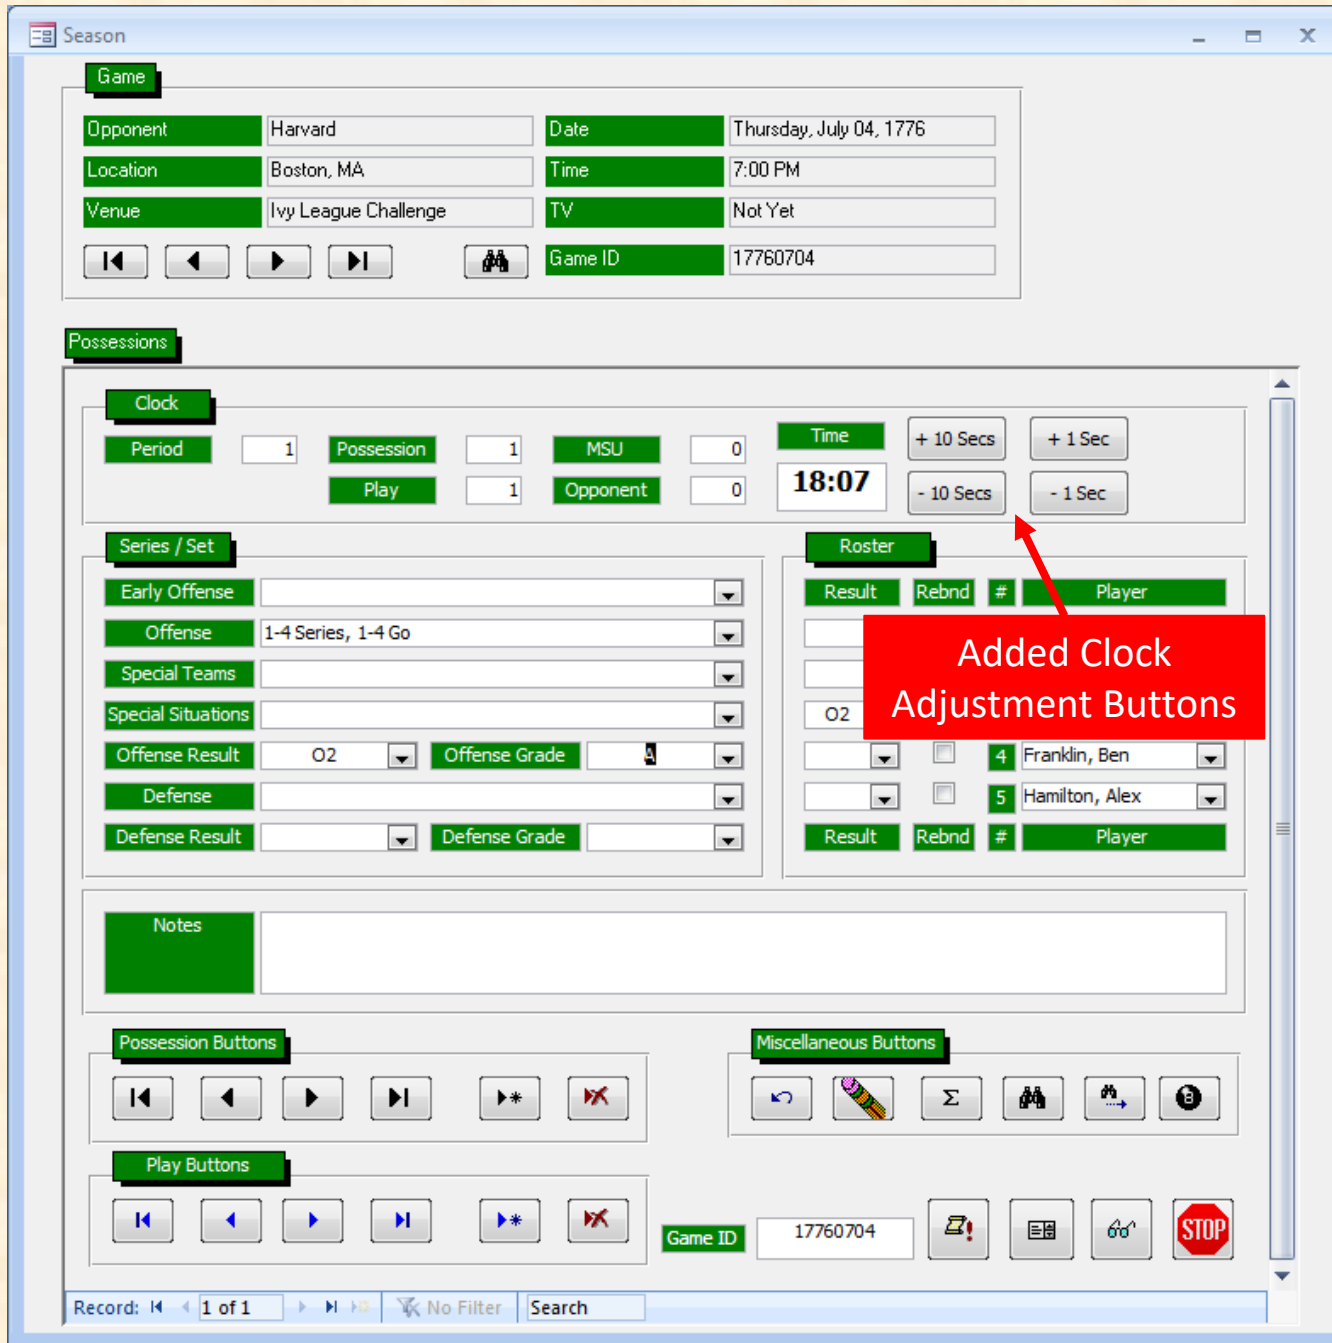 Season
Game
Opponent Harvard Date Thursday, July 04, 1776
Location Boston, MA Time 7:00 PM
Venue Ivy League Challenge TV Not Yet
Game ID 17760704
Possessions
Clock
Period 1 Possession 1 MSU 0 Time + 10 Secs + 1 Sec
Play 1 Opponent 0 18:07 - 10 Secs - 1 Sec
Series / Set Roster
Early Offense Result Rebnd # Player
Offense 1-4 Series, 1-4 Go
Added Clock
Adjustment Buttons
Special Teams
Special Situations O2
Offense Result O2 Offense Grade A 4 Franklin, Ben
Defense 5 Hamilton, Alex
Defense Result Defense Grade Result Rebnd # Player
Notes
Possession Buttons Miscellaneous Buttons
Σ
Play Buttons
Game ID 17760704 STOP
Record: 1 of 1 No Filter Search